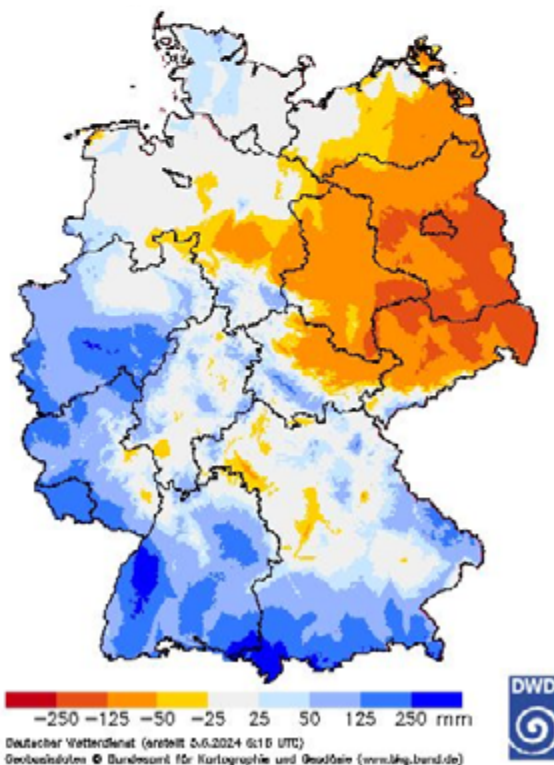 -250 -125 -50 -25 25 50 125 250 mm
DWD
Deutscher Wetterdienst (erstellt 5.6.2024 6:15 UTC)
Geobasisdaten © Bundesamt für Kartographie und Geodäsie (www.bkg.bund.de)